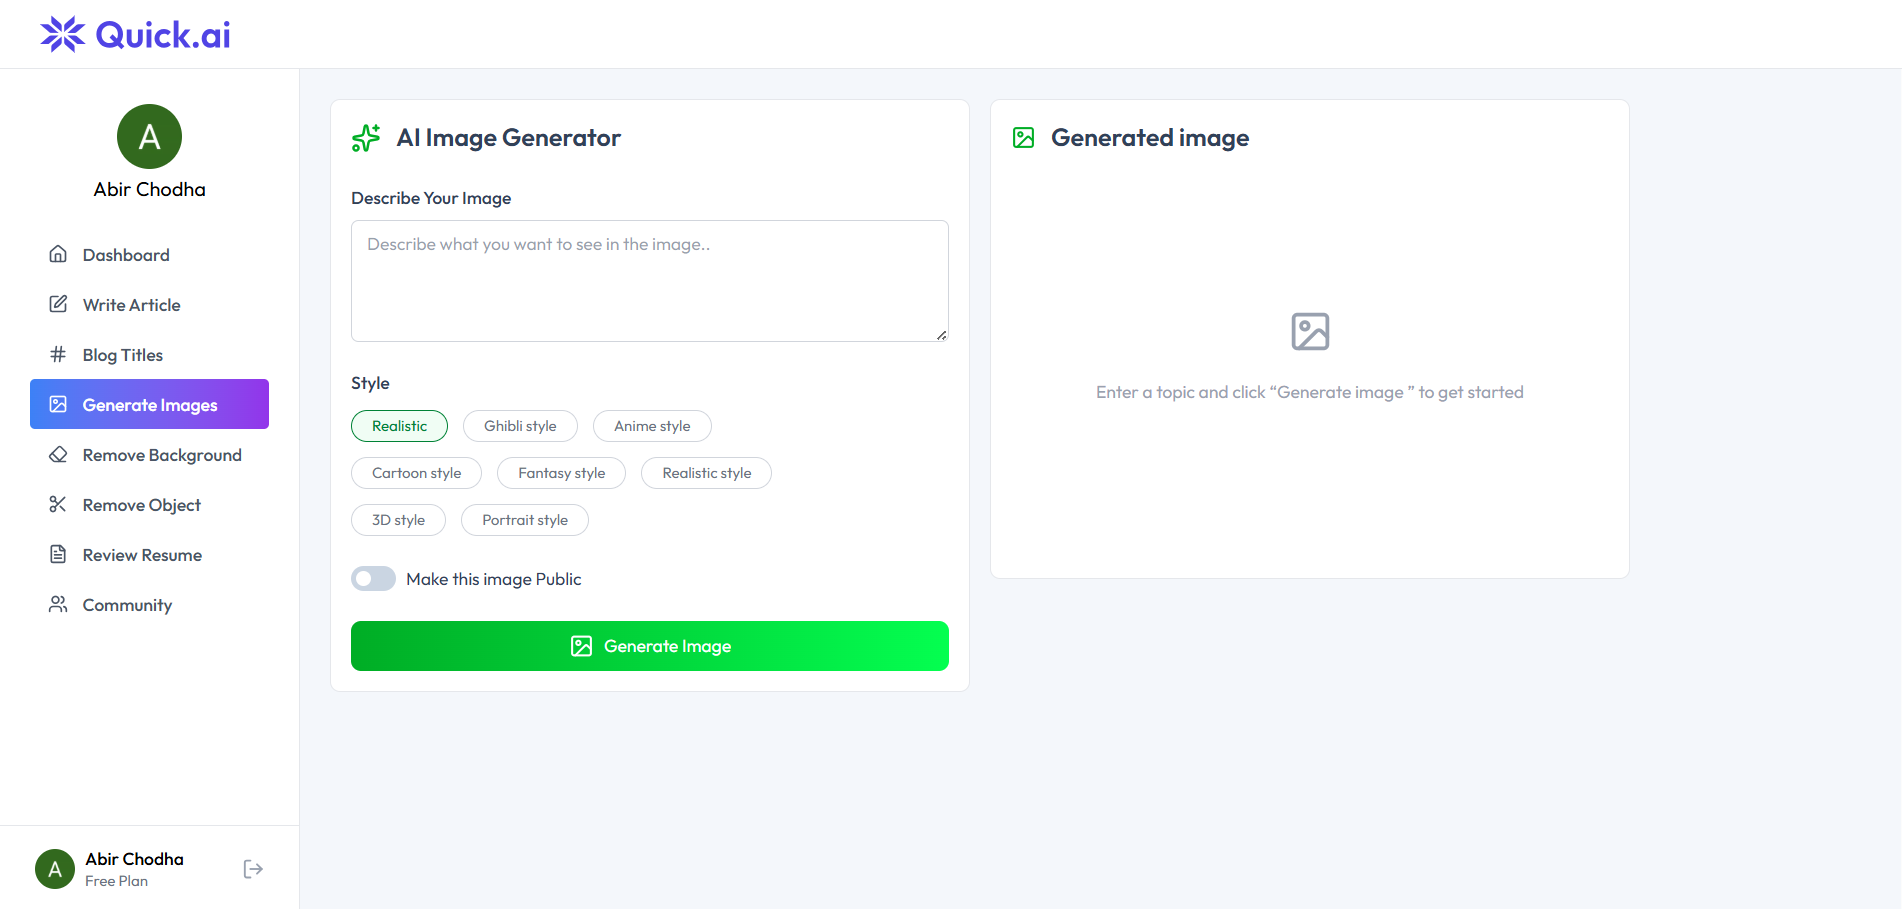 Quick.ai
A
Abir Chodha
Dashboard
Write Article
Blog Titles
Generate Images
Remove Background
Remove Object
Review Resume
Community
A
Abir Chodha
Free Plan
AI Image Generator
Describe Your Image
Describe what you want to see in the image..
Style
Realistic
Ghibli style
Anime style
Cartoon style
Fantasy style
Realistic style
3D style
Portrait style
Make this image Public
Generate Image
Generated image
Enter a topic and click “Generate image ” to get started